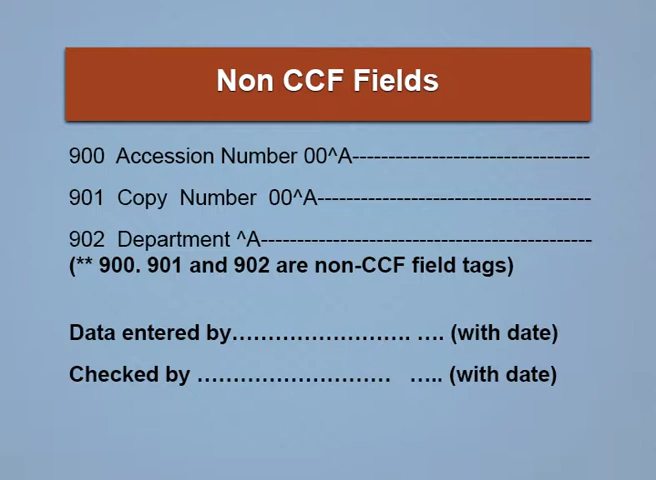 Non CCF Fields
900 Accession Number 00^A---------------------------------
901 Copy Number 00^A--------------------------------------
902 Department ^A----------------------------------------------
(** 900. 901 and 902 are non-CCF field tags)
Data entered by……………………. …. (with date)
Checked by ……………………… ….. (with date)